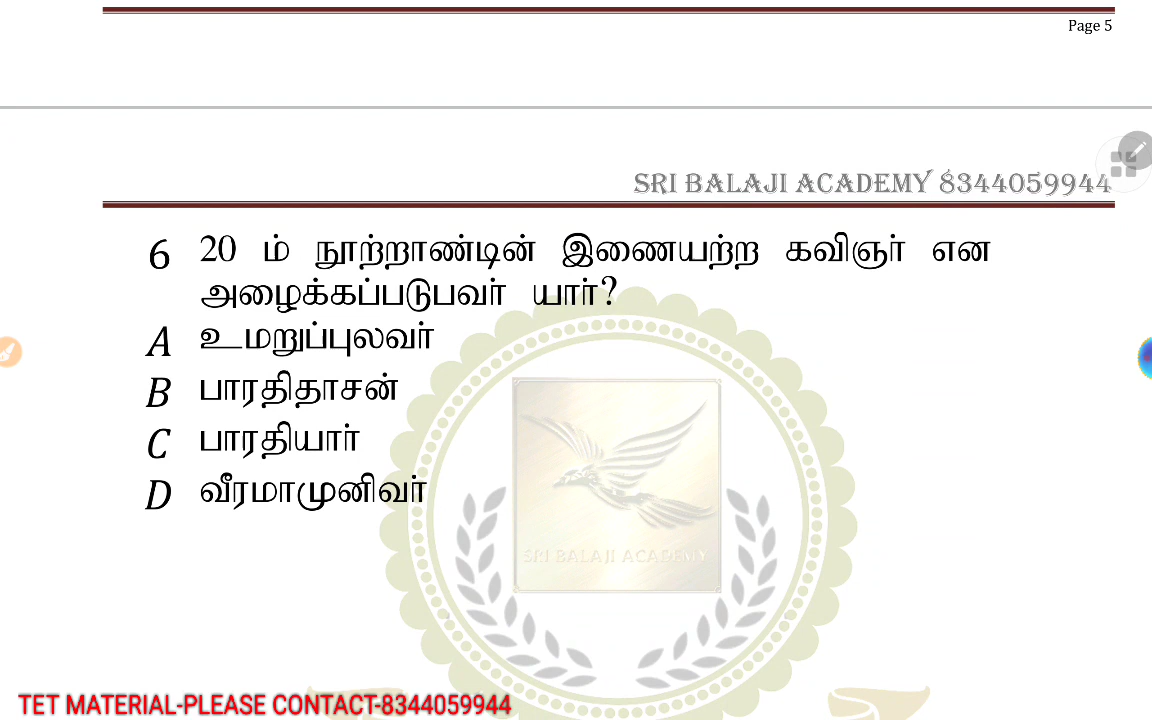 Page 5
SRI BALAJI ACADEMY 8344059944
6 20 ம் நூற்றாண்டின் இணையற்ற கவிஞர் என
அழைக்கப்படுபவர் யார்?
A உமறுப்புலவர்
B பாரதிதாசன்
C பாரதியார்
D வீரமாமுனிவர்
SRI BALAJI ACADEMY
TET MATERIAL-PLEASE CONTACT-8344059944